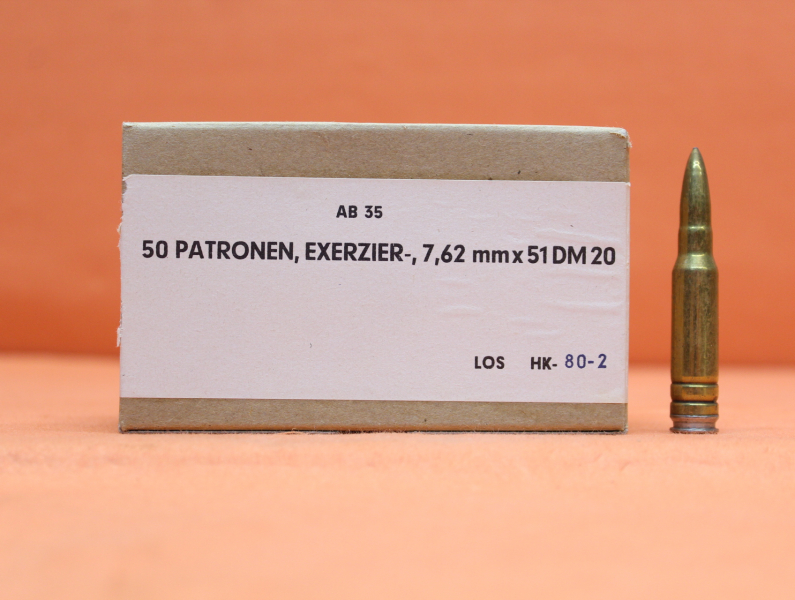 AB 35
50 PATRONEN, EXERZIER-, 7,62 mm x 51 DM 20
LOS HK- 80-2